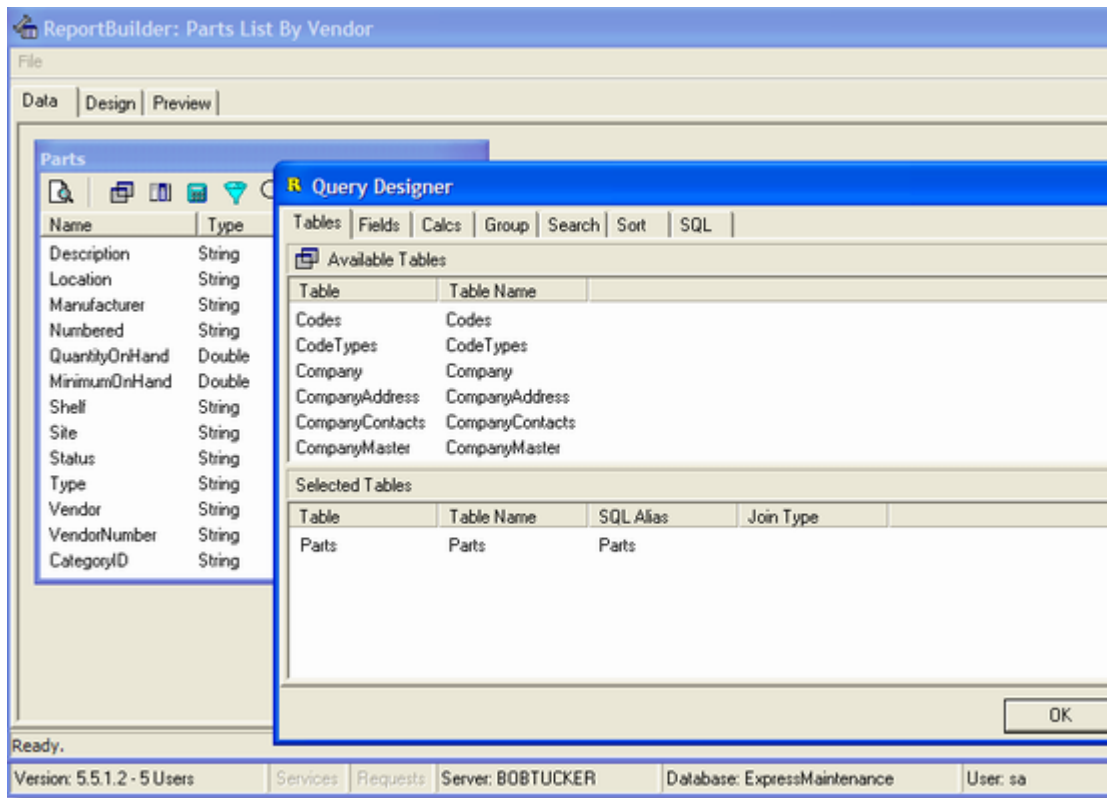 ReportBuilder: Parts List By Vendor
File
Data Design Preview
Parts
Name Type
Description String
Location String
Manufacturer String
Numbered String
QuantityOnHand Double
MinimumOnHand Double
Shelf String
Site String
Status String
Type String
Vendor String
VendorNumber String
CategoryID String
R Query Designer
Tables Fields Calcs Group Search Sort SQL
Available Tables
Table Table Name
Codes Codes
CodeTypes CodeTypes
Company Company
CompanyAddress CompanyAddress
CompanyContacts CompanyContacts
CompanyMaster CompanyMaster
Selected Tables
Table Table Name SQL Alias Join Type
Parts Parts Parts
OK
Ready.
Version: 5.5.1.2 - 5 Users Services Requests Server: BOBTUCKER Database: ExpressMaintenance User: sa